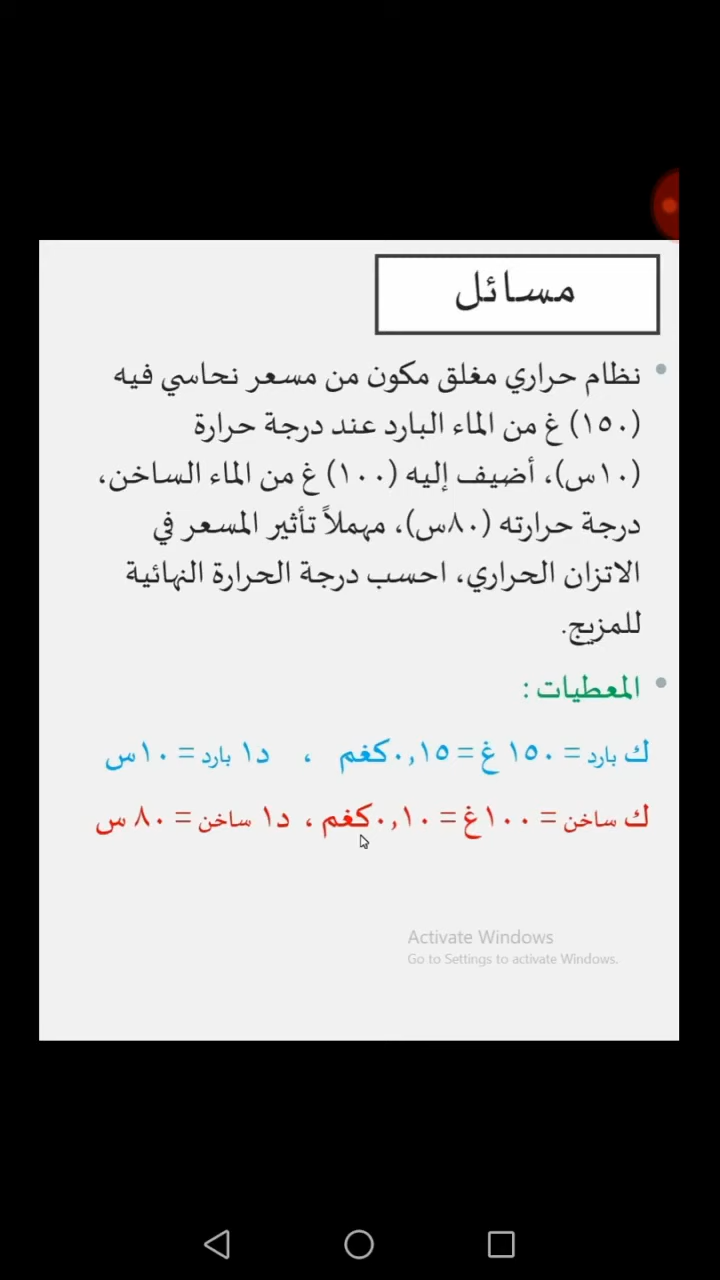 مسائل
نظام حراري مغلق مكون من مسعر نحاسي فيه
(١٥٠) غ من الماء البارد عند درجة حرارة
(١٠س)، أضيف إليه (١٠٠) غ من الماء الساخن،
درجة حرارته (٨٠س)، مهملاً تأثير المسعر في
الاتزان الحراري، احسب درجة الحرارة النهائية
للمزيج.
المعطيات :
ك بارد = ١٥٠ غ = ٠,١٥كغم ، د١ بارد = ١٠س
ك ساخن = ١٠٠غ = ٠,١٠كغم ، د١ ساخن = ٨٠ س
Activate Windows
Go to Settings to activate Windows.